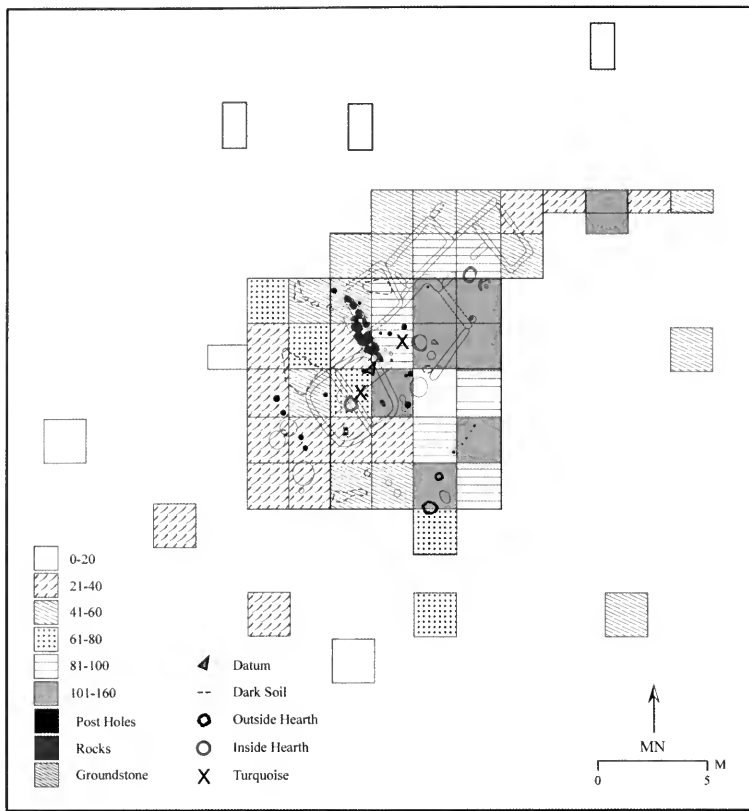 0-20
21-40
41-60
61-80
81-100
101-160
Post Holes
Rocks
Groundstone
Datum
Dark Soil
Outside Hearth
Inside Hearth
X Turquoise
MN
M
0 5